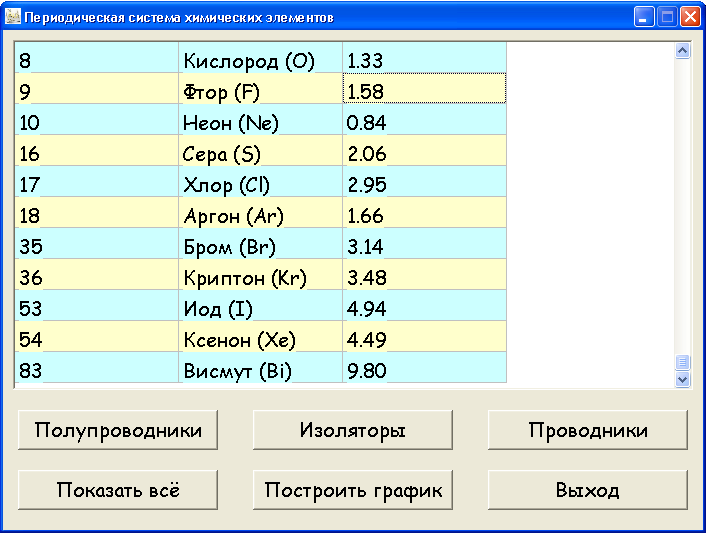 Периодическая система химических элементов
8 Кислород (O) 1.33
9 Фтор (F) 1.58
10 Неон (Ne) 0.84
16 Сера (S) 2.06
17 Хлор (Cl) 2.95
18 Аргон (Ar) 1.66
35 Бром (Br) 3.14
36 Криптон (Kr) 3.48
53 Иод (I) 4.94
54 Ксенон (Xe) 4.49
83 Висмут (Bi) 9.80
Полупроводники Изоляторы Проводники
Показать всё Построить график Выход